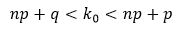 np + q < k₀ < np + p